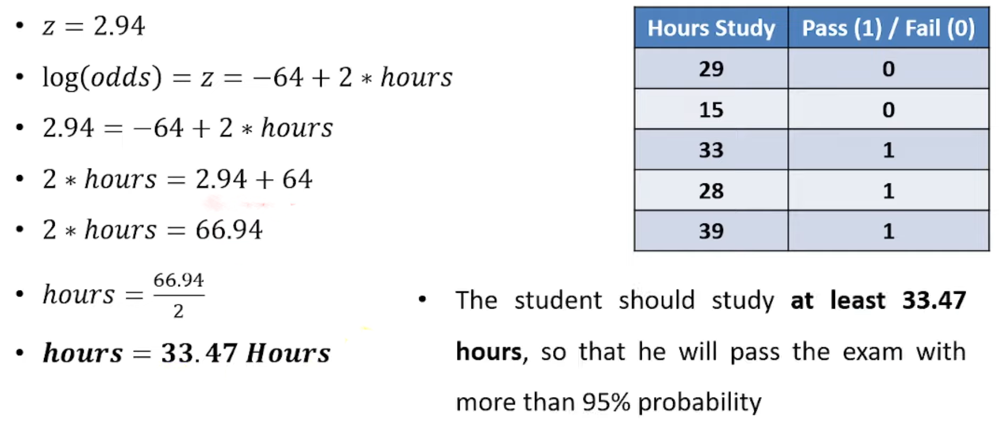 • z = 2.94
• log(odds) = z = −64 + 2 ∗ hours
• 2.94 = −64 + 2 ∗ hours
• 2 ∗ hours = 2.94 + 64
• 2 ∗ hours = 66.94
• hours = 66.94/2
• hours = 33.47 Hours
Hours Study Pass (1) / Fail (0)
29 0
15 0
33 1
28 1
39 1
• The student should study at least 33.47
hours, so that he will pass the exam with
more than 95% probability